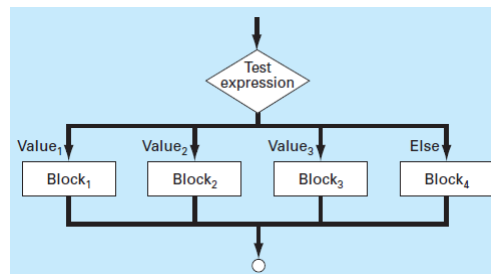 Test
expression
Value₁ Value₂ Value₃ Else
Block₁ Block₂ Block₃ Block₄